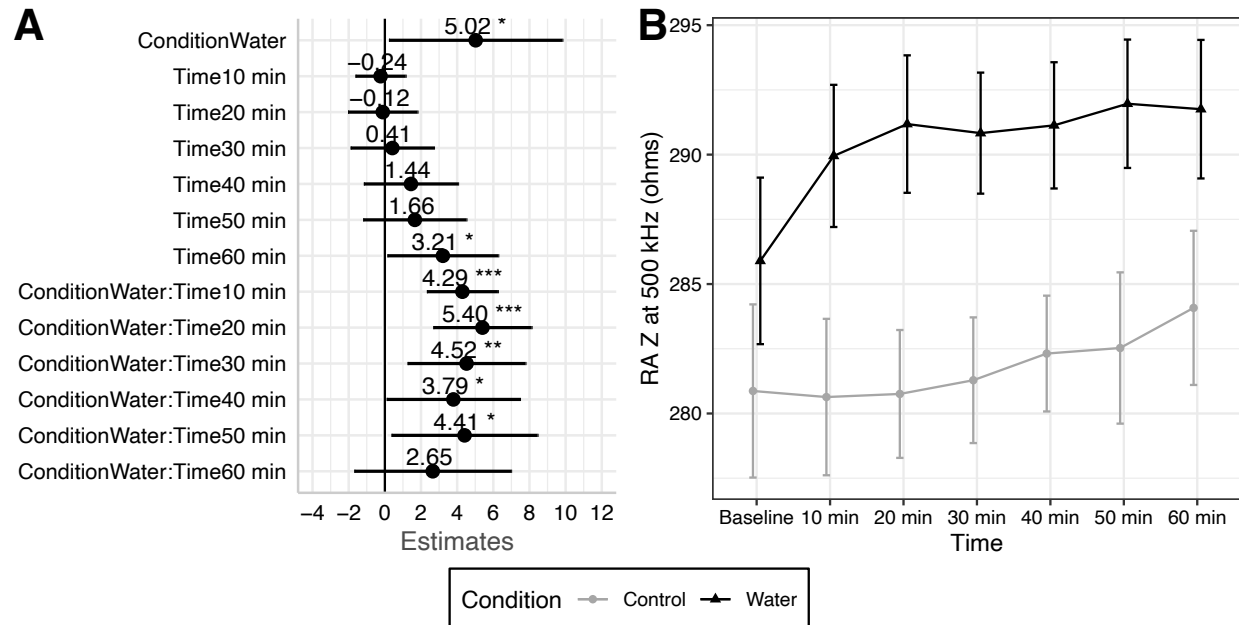 A
ConditionWater
5.02 *
Time10 min
−0.24
Time20 min
−0.12
Time30 min
0.41
Time40 min
1.44
Time50 min
1.66
Time60 min
3.21 *
ConditionWater:Time10 min
4.29 ***
ConditionWater:Time20 min
5.40 ***
ConditionWater:Time30 min
4.52 **
ConditionWater:Time40 min
3.79 *
ConditionWater:Time50 min
4.41 *
ConditionWater:Time60 min
2.65
−4 −2 0 2 4 6 8 10 12
Estimates
B
RA Z at 500 kHz (ohms)
295
290
285
280
Baseline 10 min 20 min 30 min 40 min 50 min 60 min
Time
Condition Control Water